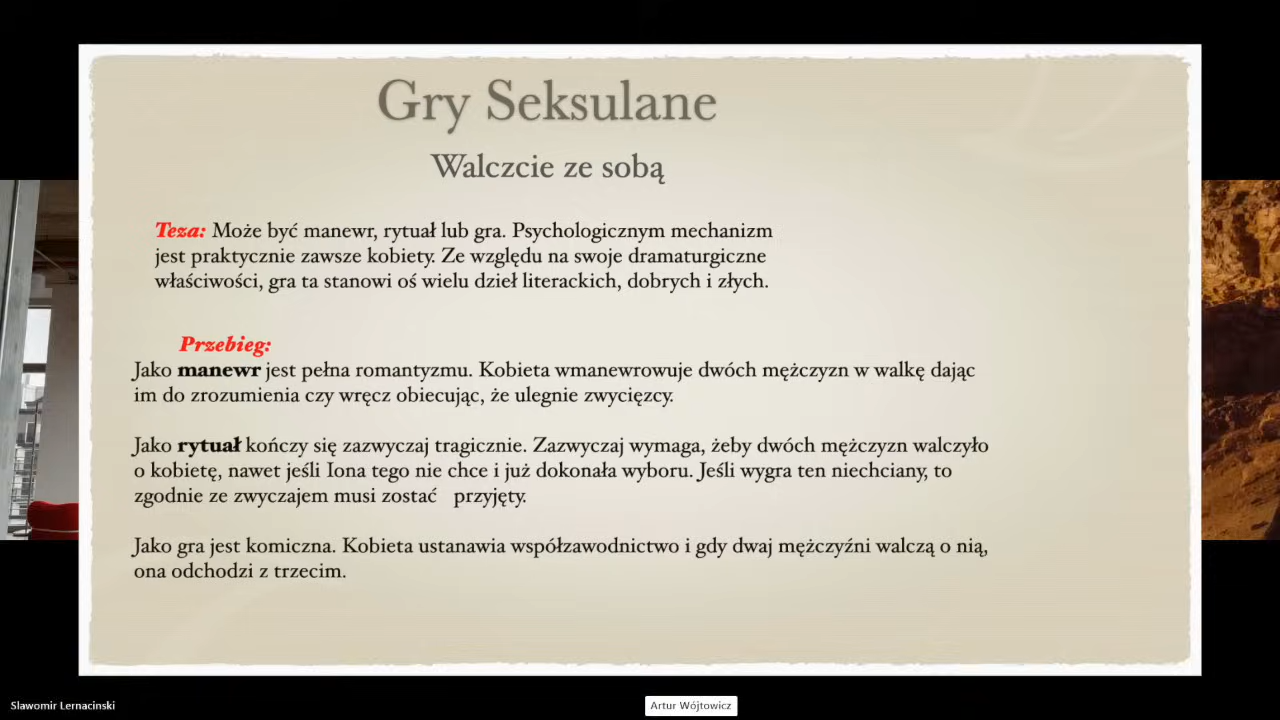 Gry Seksulane
Walczcie ze sobą
Teza: Może być manewr, rytuał lub gra. Psychologicznym mechanizm
jest praktycznie zawsze kobiety. Ze względu na swoje dramaturgiczne
właściwości, gra ta stanowi oś wielu dzieł literackich, dobrych i złych.
Przebieg:
Jako manewr jest pełna romantyzmu. Kobieta wmanewrowuje dwóch mężczyzn w walkę dając
im do zrozumienia czy wręcz obiecując, że ulegnie zwycięzcy.
Jako rytuał kończy się zazwyczaj tragicznie. Zazwyczaj wymaga, żeby dwóch mężczyzn walczyło
o kobietę, nawet jeśli Iona tego nie chce i już dokonała wyboru. Jeśli wygra ten niechciany, to
zgodnie ze zwyczajem musi zostać przyjęty.
Jako gra jest komiczna. Kobieta ustanawia współzawodnictwo i gdy dwaj mężczyźni walczą o nią,
ona odchodzi z trzecim.
Slawomir Lernacinski
Artur Wójtowicz